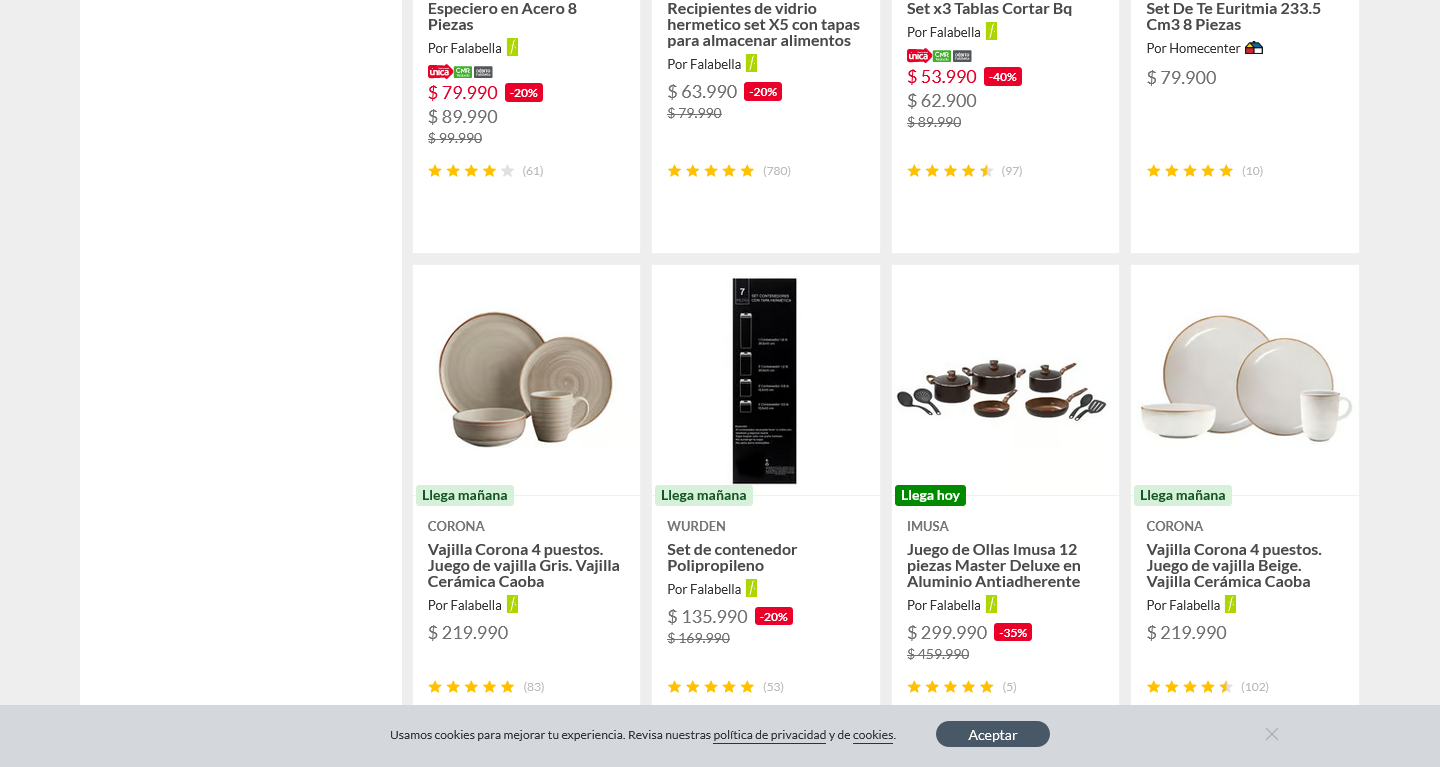 Especiero en Acero 8
Piezas
Por Falabella
única CMR
$ 79.990 -20%
$ 89.990
$ 99.990
(61)
Recipientes de vidrio
hermetico set X5 con tapas
para almacenar alimentos
Por Falabella
$ 63.990 -20%
$ 79.990
(780)
Set x3 Tablas Cortar Bq
Por Falabella
única CMR
$ 53.990 -40%
$ 62.900
$ 89.990
(97)
Set De Te Euritmia 233.5
Cm3 8 Piezas
Por Homecenter
$ 79.900
(10)
Llega mañana
CORONA
Vajilla Corona 4 puestos.
Juego de vajilla Gris. Vajilla
Cerámica Caoba
Por Falabella
$ 219.990
(83)
7
SET CONTENEDORES
CON TAPA HERMÉTICA
Llega mañana
WURDEN
Set de contenedor
Polipropileno
Por Falabella
$ 135.990 -20%
$ 169.990
(53)
Llega hoy
IMUSA
Juego de Ollas Imusa 12
piezas Master Deluxe en
Aluminio Antiadherente
Por Falabella
$ 299.990 -35%
$ 459.990
(5)
Llega mañana
CORONA
Vajilla Corona 4 puestos.
Juego de vajilla Beige.
Vajilla Cerámica Caoba
Por Falabella
$ 219.990
(102)
Usamos cookies para mejorar tu experiencia. Revisa nuestras política de privacidad y de cookies.
Aceptar